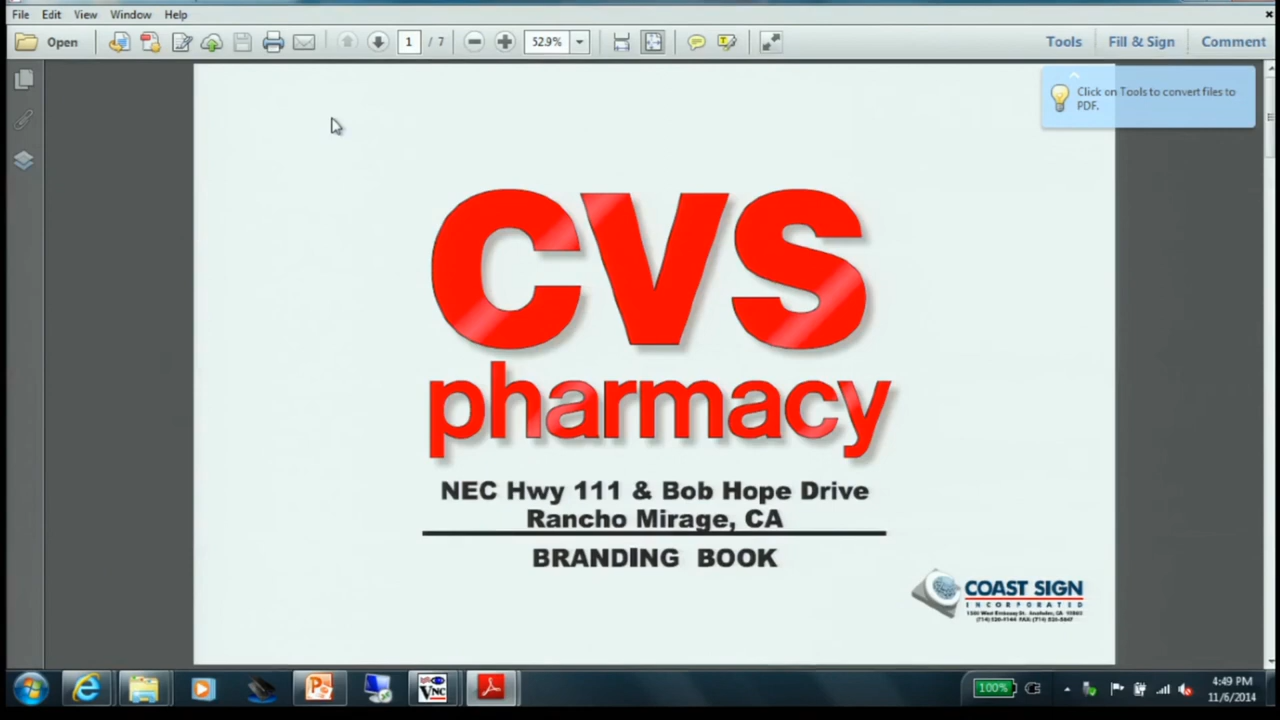 File Edit View Window Help
Open 1 / 7 52.9% Tools Fill & Sign Comment
Click on Tools to convert files to
PDF.
CVS
pharmacy
NEC Hwy 111 & Bob Hope Drive
Rancho Mirage, CA
BRANDING BOOK
COAST SIGN
INCORPORATED
100%
4:49 PM
11/6/2014
VNC